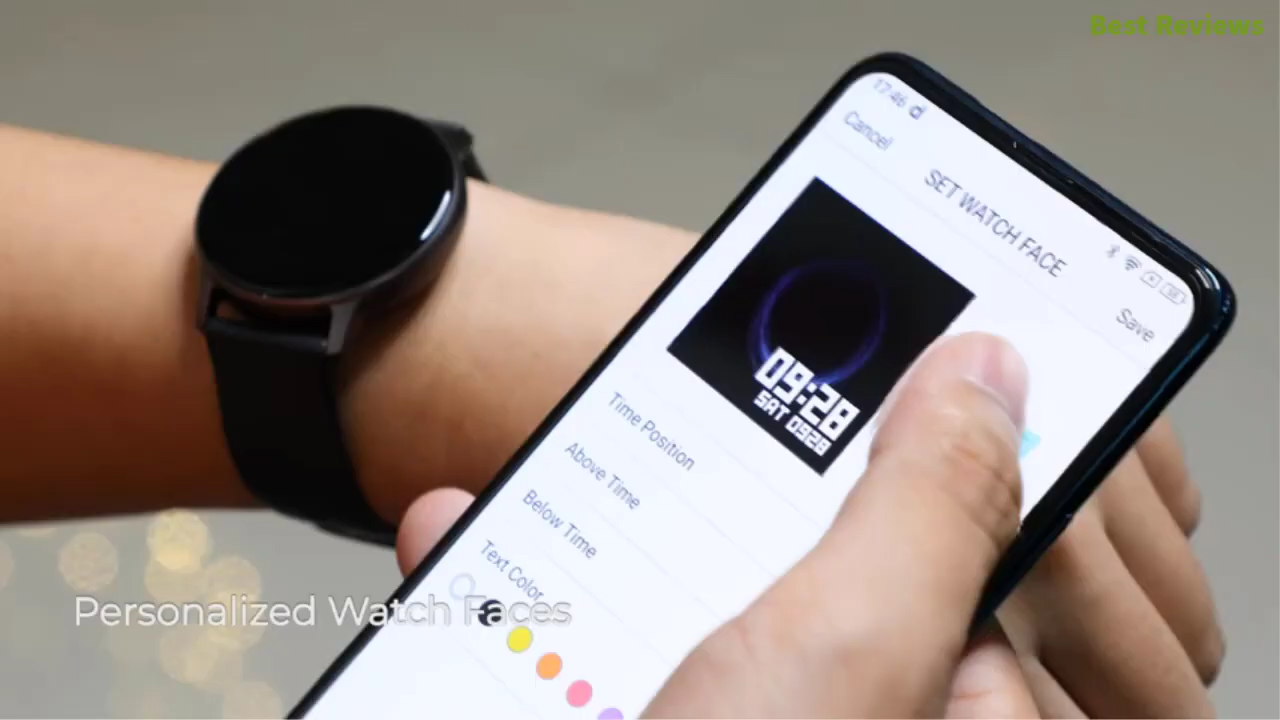 Best Reviews
17:46
Cancel
SET WATCH FACE
Save
09:28
SAT 0928
Time Position
Above Time
Below Time
Text Color
Personalized Watch Faces